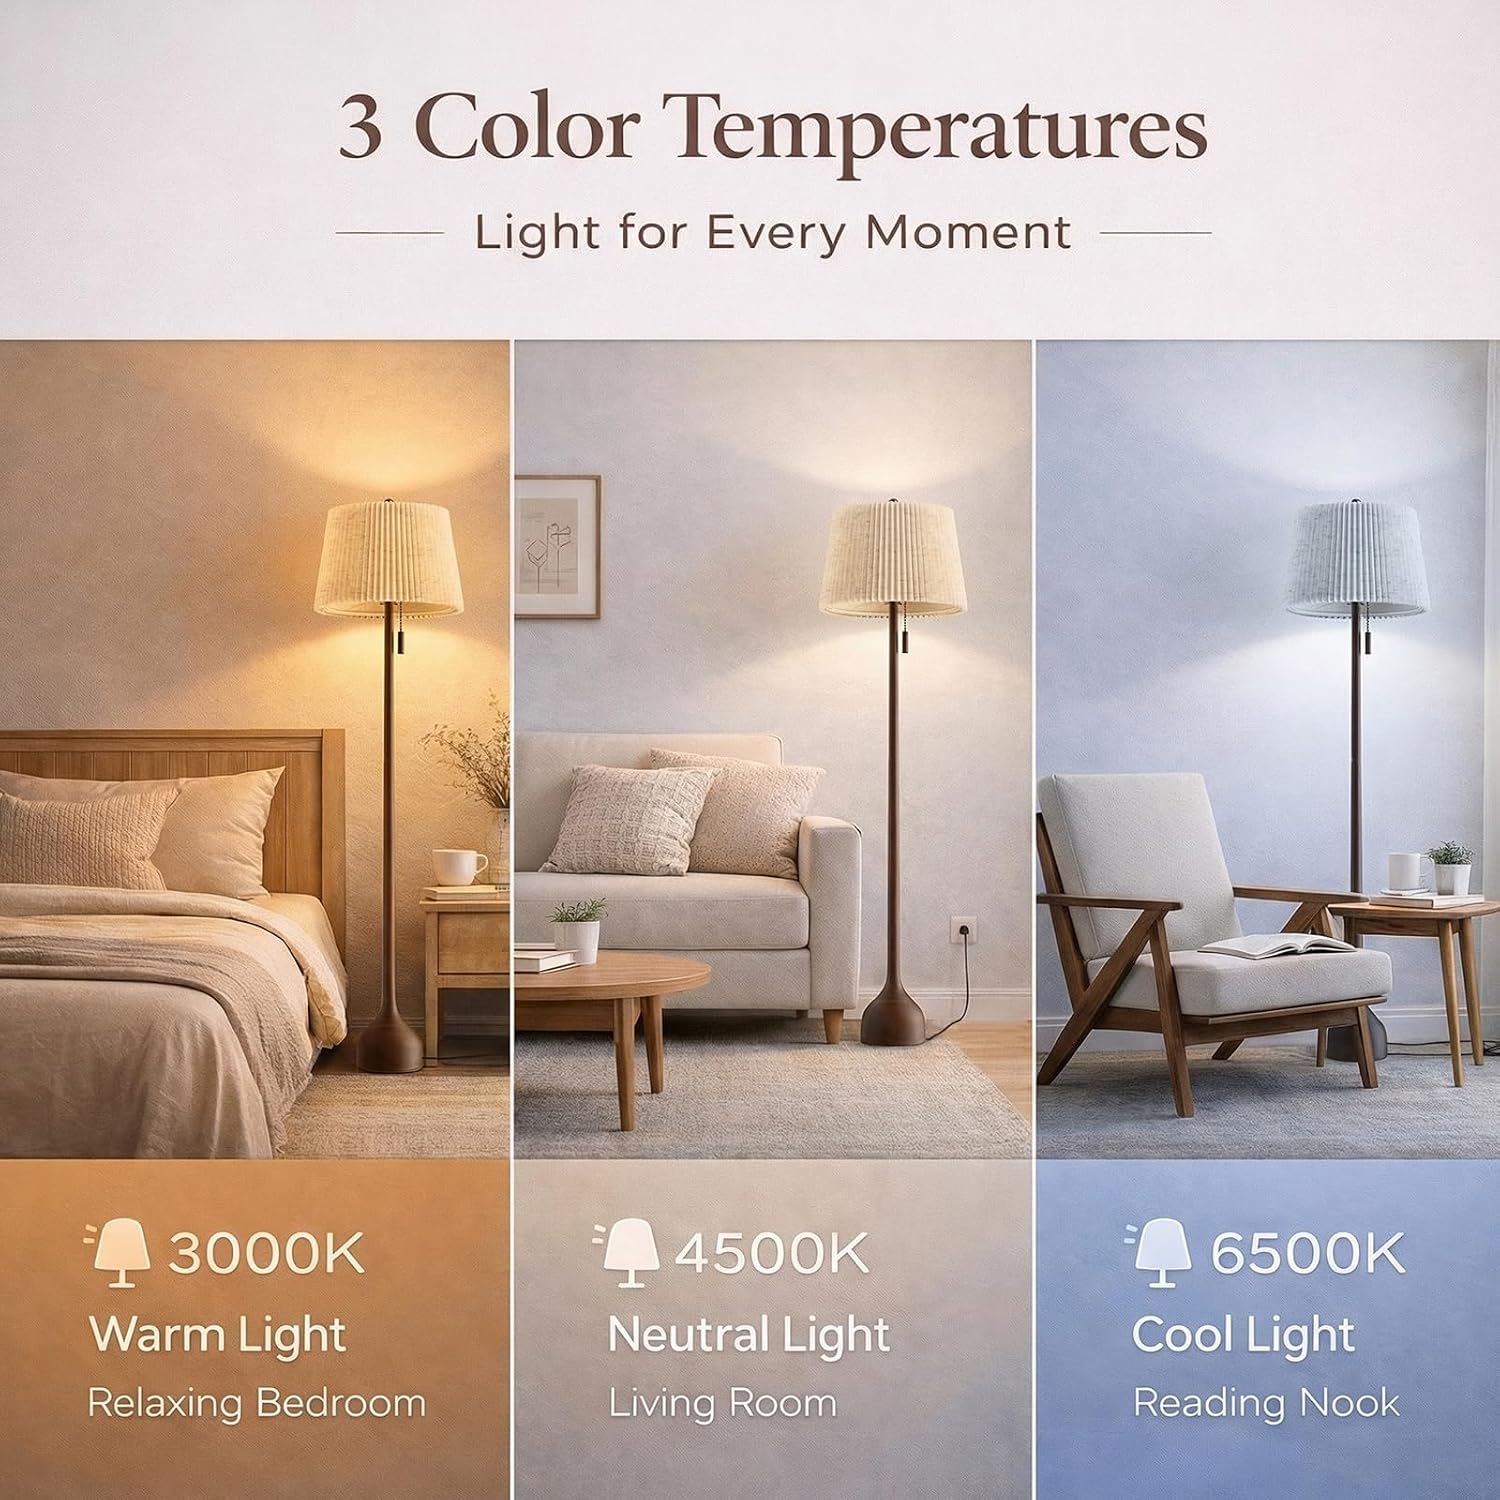 3 Color Temperatures
Light for Every Moment
3000K
Warm Light
Relaxing Bedroom
4500K
Neutral Light
Living Room
6500K
Cool Light
Reading Nook